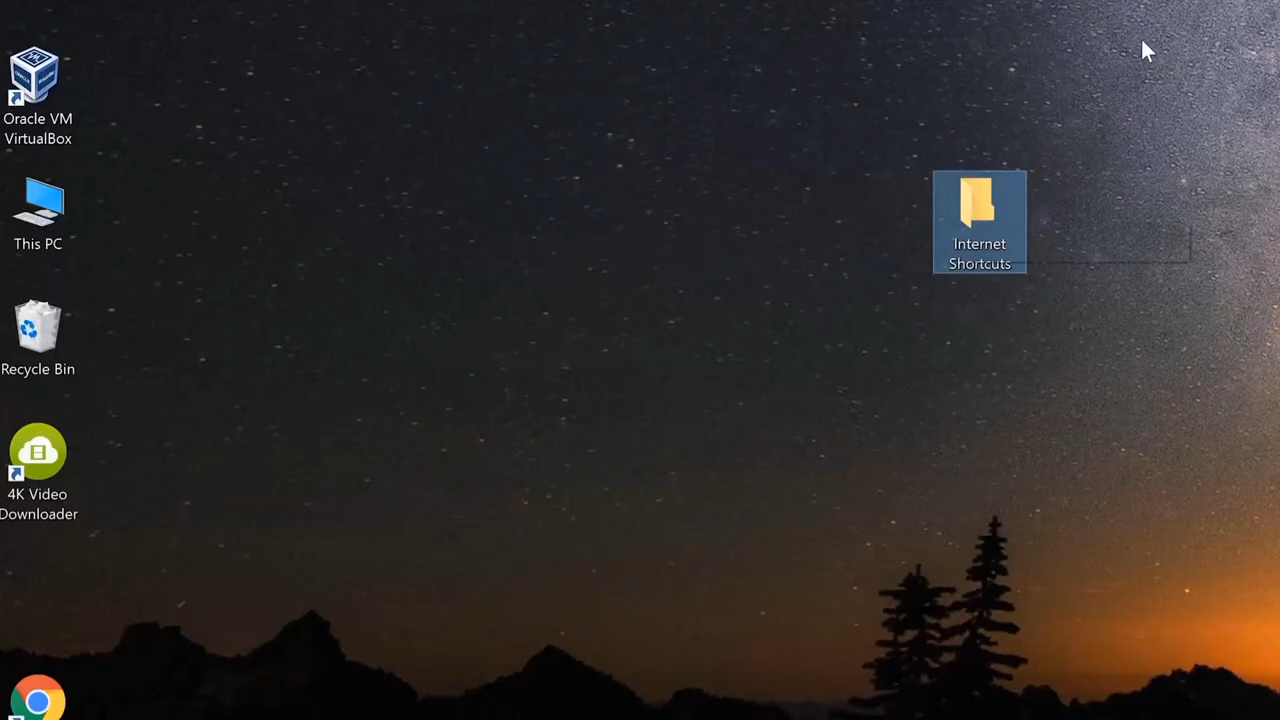 Oracle VM
VirtualBox
This PC
Recycle Bin
4K Video
Downloader
Internet
Shortcuts